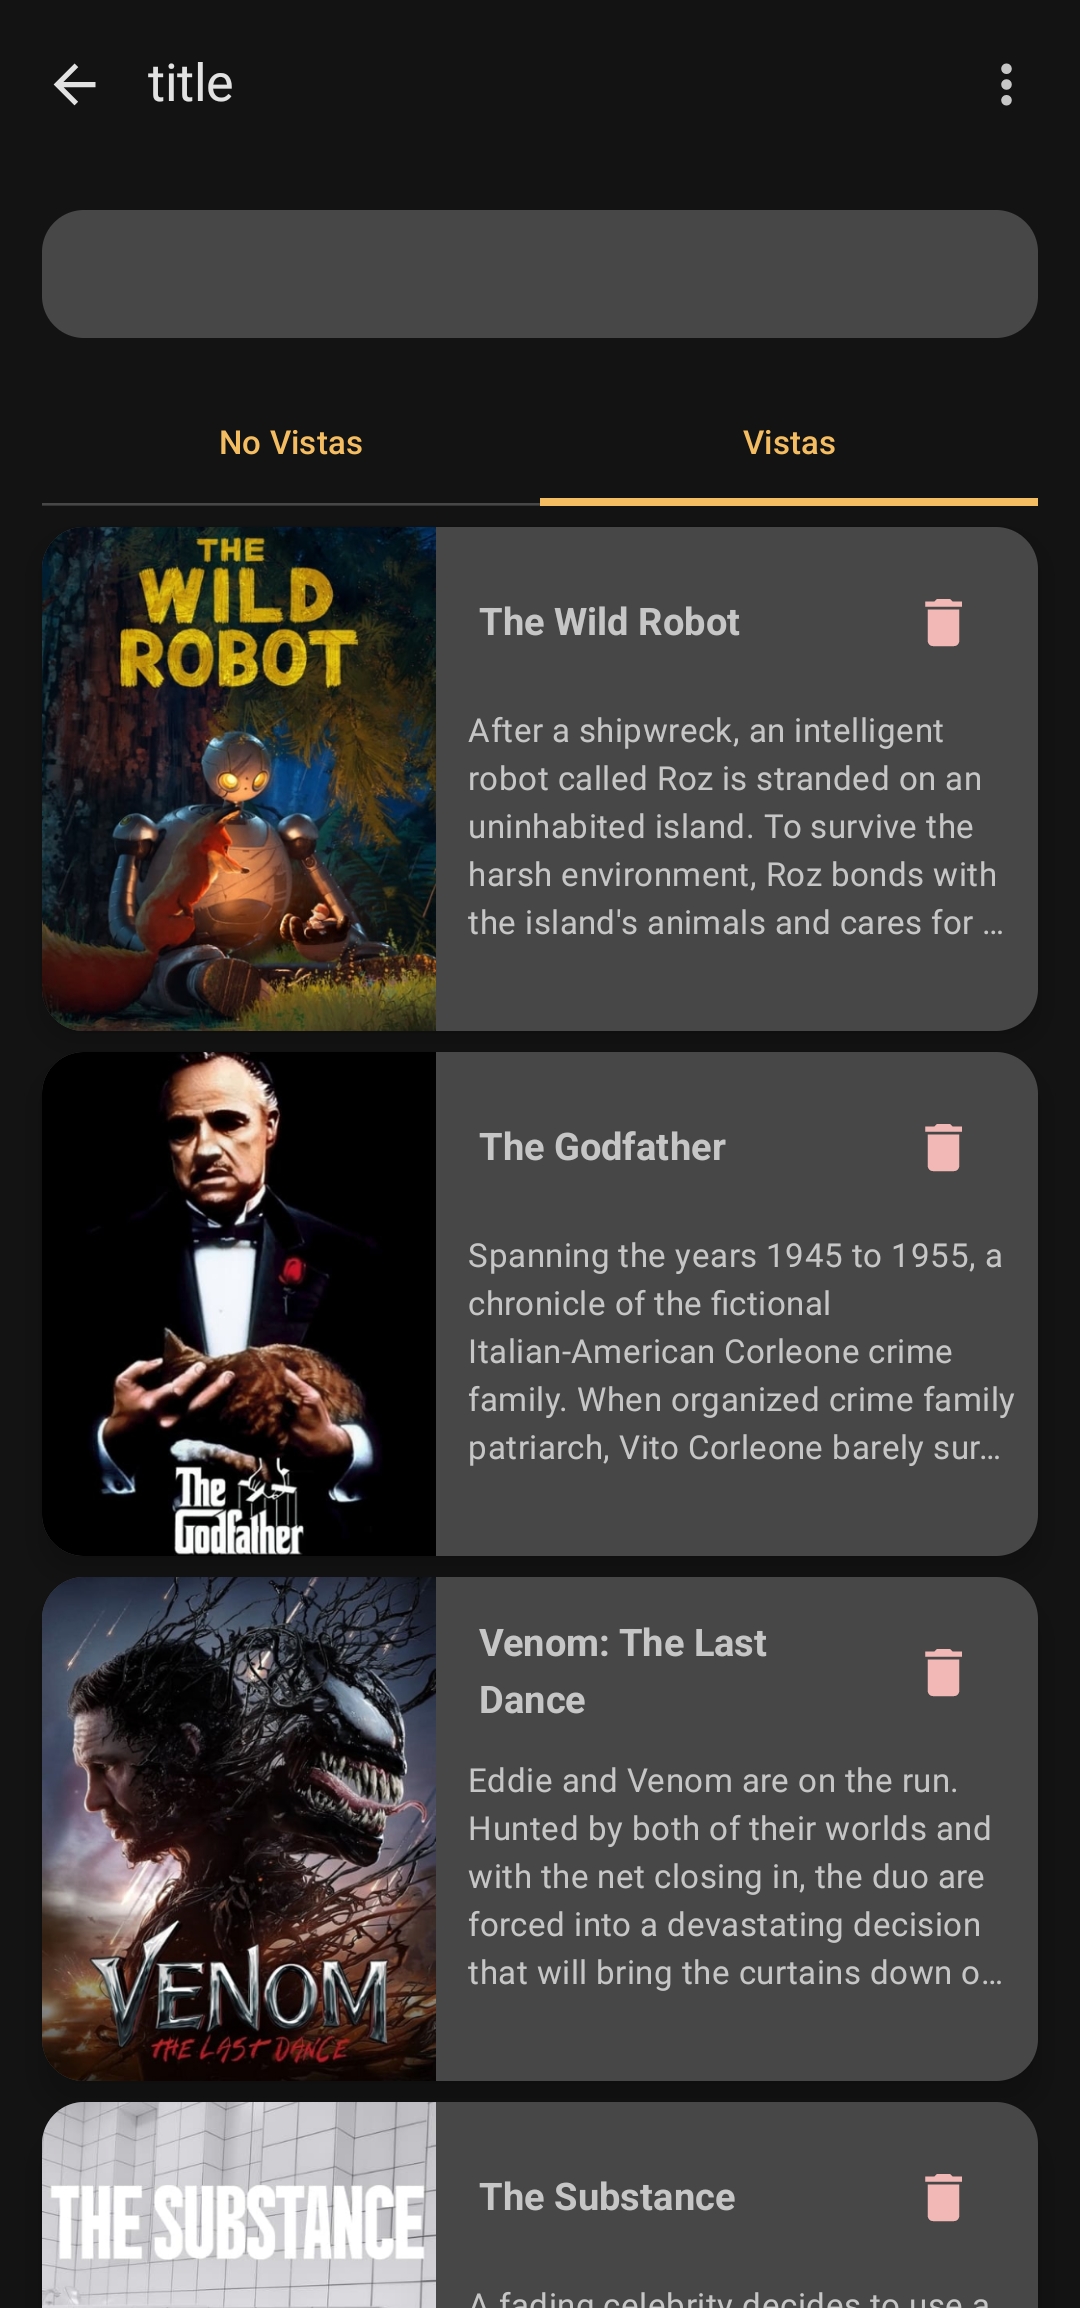 title
No Vistas
Vistas
THE
WILD
ROBOT
The Wild Robot
After a shipwreck, an intelligent
robot called Roz is stranded on an
uninhabited island. To survive the
harsh environment, Roz bonds with
the island's animals and cares for …
The Godfather
Spanning the years 1945 to 1955, a
chronicle of the fictional
Italian-American Corleone crime
family. When organized crime family
patriarch, Vito Corleone barely sur…
The
Godfather
Venom: The Last
Dance
Eddie and Venom are on the run.
Hunted by both of their worlds and
with the net closing in, the duo are
forced into a devastating decision
that will bring the curtains down o…
VENOM
THE LAST DANCE
THE SUBSTANCE
The Substance
A fading celebrity decides to use a